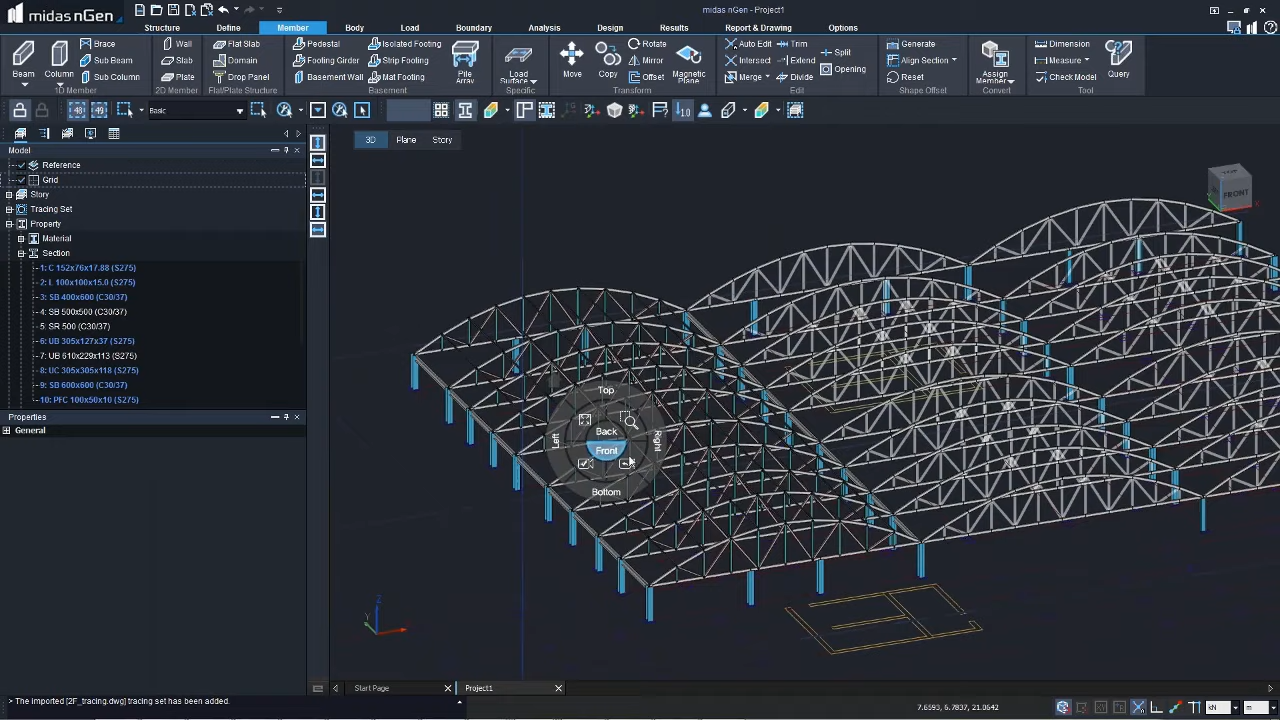 midas nGen
midas nGen - Project1
Structure
Define
Member
Body
Load
Boundary
Analysis
Design
Results
Report & Drawing
Options
Beam
Column
Brace
Sub Beam
Sub Column
Wall
Slab
Plate
Flat Slab
Domain
Drop Panel
Pedestal
Footing Girder
Basement Wall
Isolated Footing
Strip Footing
Mat Footing
Pile
Array
Load
Surface
Move
Copy
Rotate
Mirror
Offset
Magnetic
Plane
Auto Edit
Intersect
Merge
Trim
Extend
Divide
Split
Opening
Generate
Align Section
Reset
Assign
Member
Dimension
Measure
Check Model
Query
1D Member
2D Member
Flat/Plate Structure
Basement
Specific
Transform
Edit
Shape Offset
Convert
Tool
Basic
Model
Reference
Grid
Story
Tracing Set
Property
Material
Section
1: C 152x76x17.88 (S275)
2: L 100x100x15.0 (S275)
3: SB 400x600 (C30/37)
4: SB 500x500 (C30/37)
5: SR 500 (C30/37)
6: UB 305x127x37 (S275)
7: UB 610x229x113 (S275)
8: UC 305x305x118 (S275)
9: SB 600x600 (C30/37)
10: PFC 100x50x10 (S275)
Properties
General
3D
Plane
Story
TOP
FRONT
Top
Back
Left
Right
Front
Bottom
Z
Y
Start Page
Project1
> The imported [2F_tracing.dwg] tracing set has been added.
7.6593, 6.7837, 21.0642
kN
m